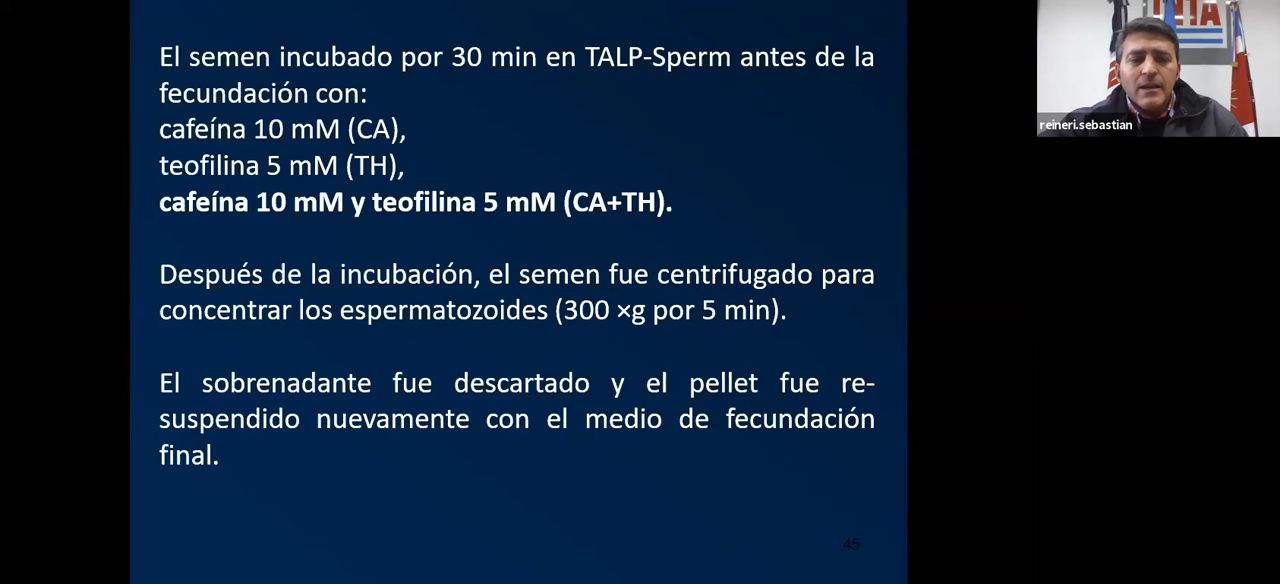 El semen incubado por 30 min en TALP-Sperm antes de la
fecundación con:
cafeína 10 mM (CA),
teofilina 5 mM (TH),
cafeína 10 mM y teofilina 5 mM (CA+TH).
Después de la incubación, el semen fue centrifugado para
concentrar los espermatozoides (300 ×g por 5 min).
El sobrenadante fue descartado y el pellet fue re-
suspendido nuevamente con el medio de fecundación
final.
45
INTA
reineri.sebastian